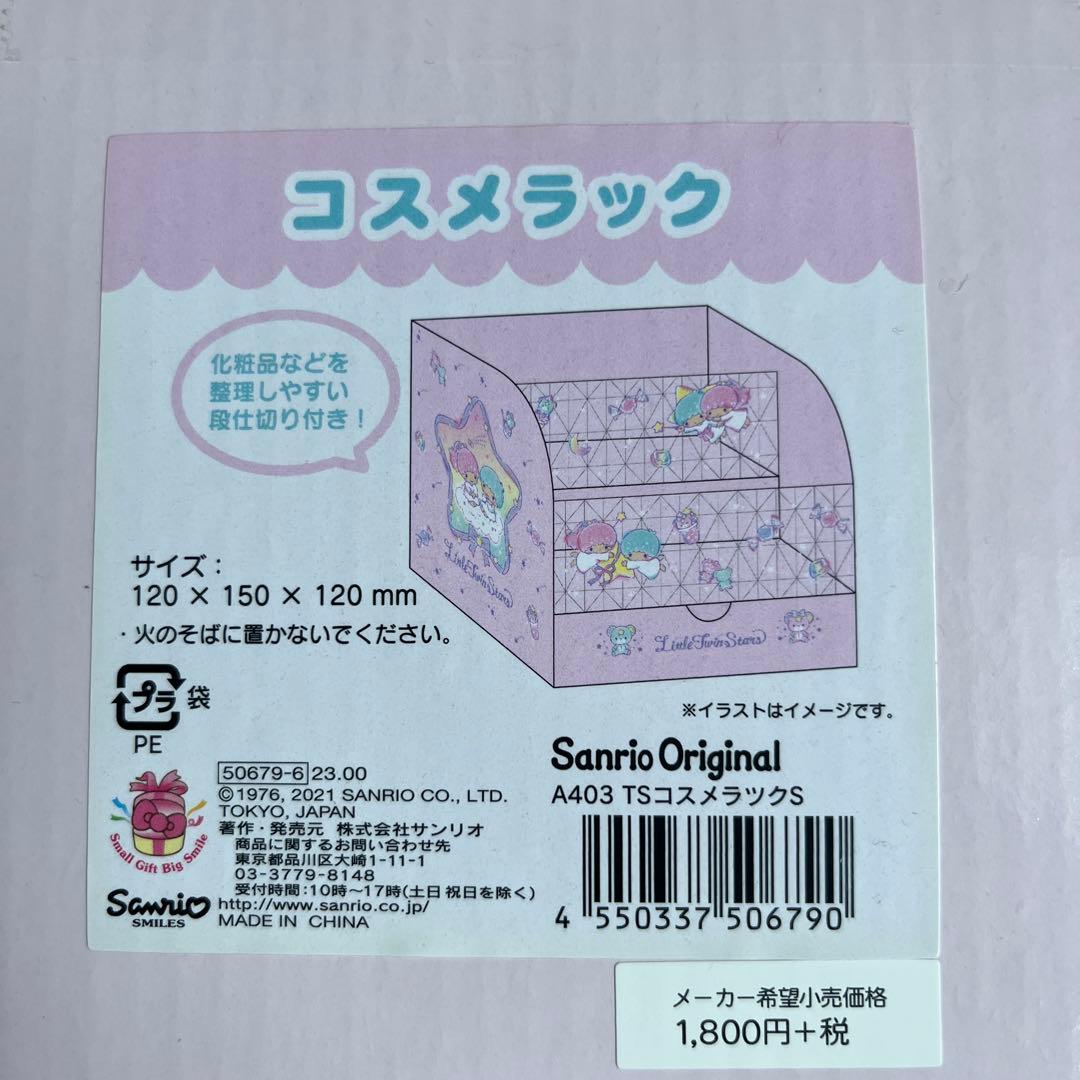 コスメラック
化粧品などを
整理しやすい
段仕切り付き！
Little Twin Stars
Little Twin Stars
サイズ：
120 × 150 × 120 mm
・火のそばに置かないでください。
プラ 袋
PE
※イラストはイメージです。
Sanrio Original
A403 TSコスメラックS
50679-6 23.00
©1976, 2021 SANRIO CO., LTD.
TOKYO, JAPAN
著作・発売元 株式会社サンリオ
商品に関するお問い合わせ先
東京都品川区大崎1-11-1
03-3779-8148
受付時間：10時〜17時(土日祝日を除く)
http://www.sanrio.co.jp/
MADE IN CHINA
Small Gift Big Smile
Sanrio
SMILES
4 550337 506790
メーカー希望小売価格
1,800円＋税